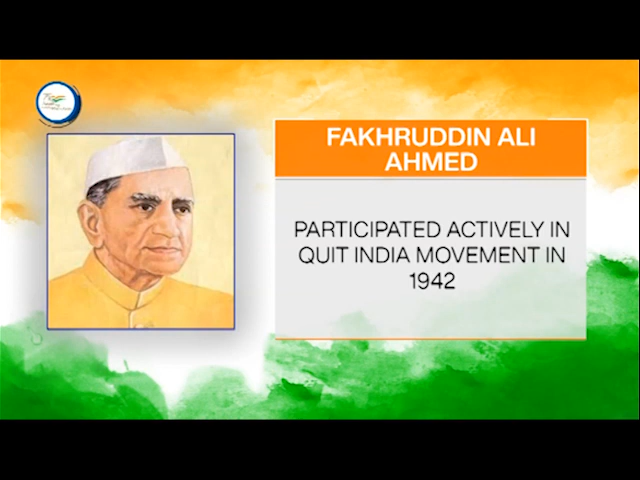 FAKHRUDDIN ALI
AHMED
PARTICIPATED ACTIVELY IN
QUIT INDIA MOVEMENT IN
1942